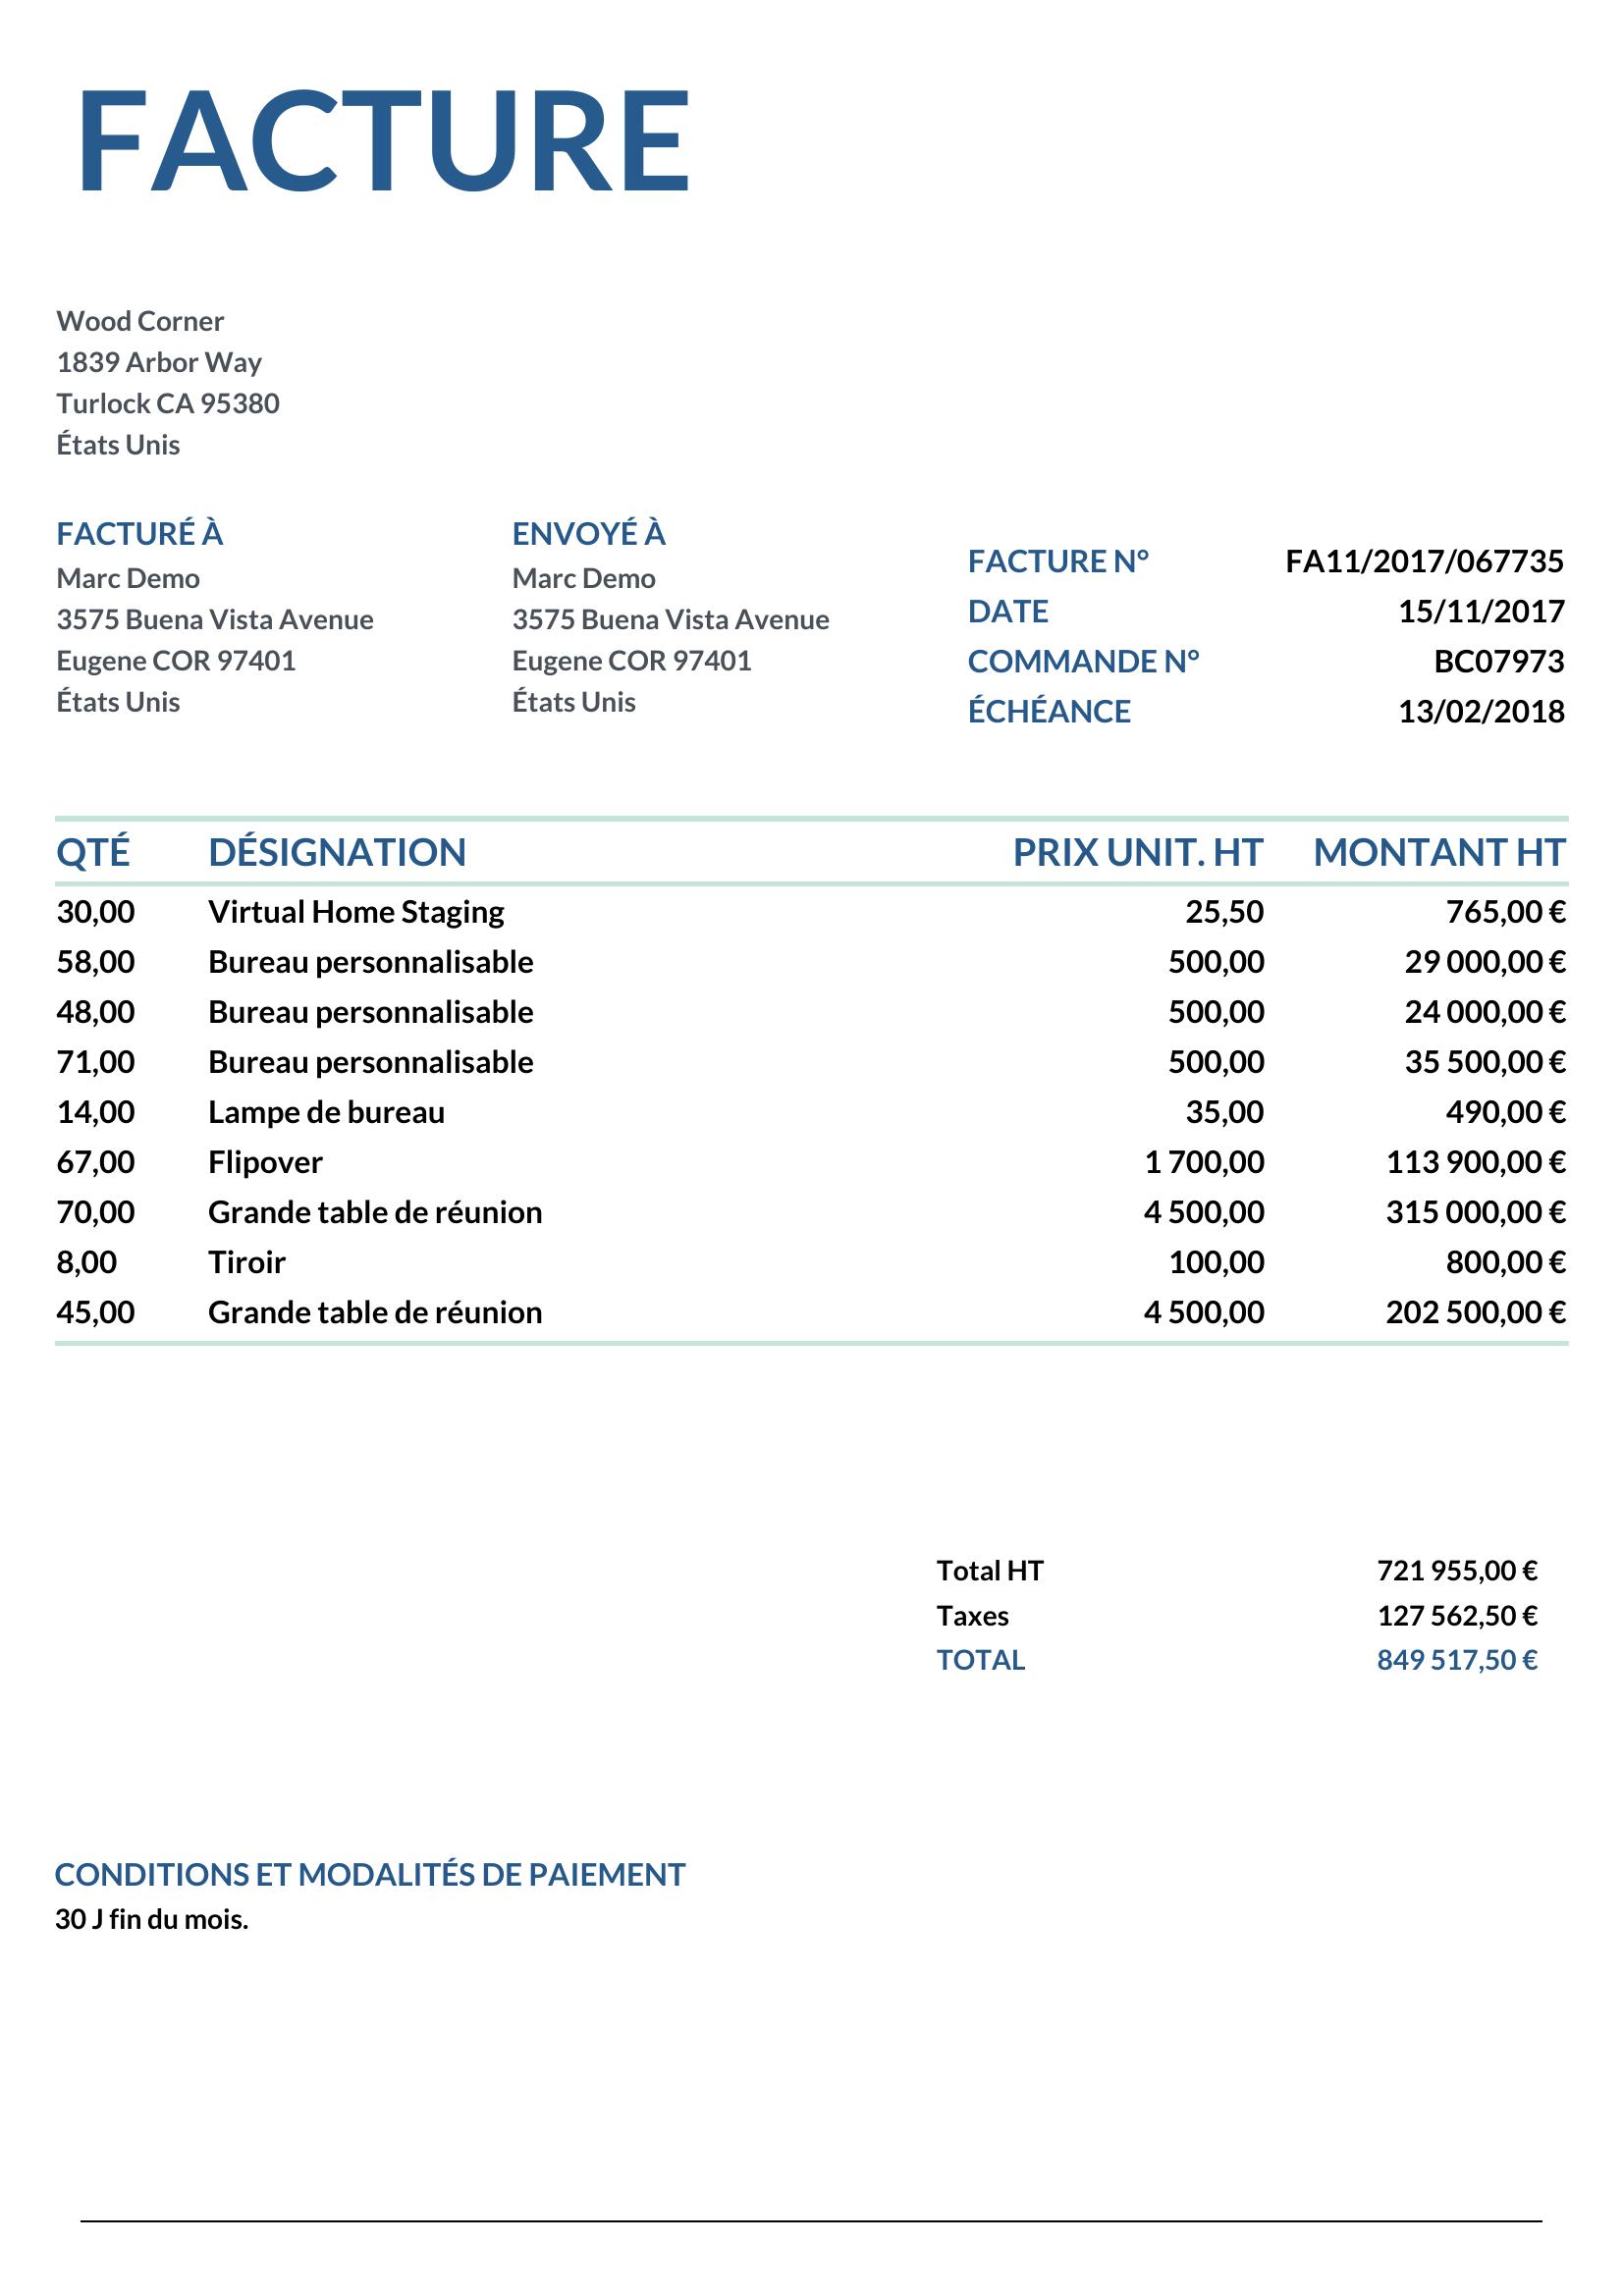 FACTURE
Wood Corner
1839 Arbor Way
Turlock CA 95380
États Unis
FACTURÉ À
Marc Demo
3575 Buena Vista Avenue
Eugene COR 97401
États Unis
ENVOYÉ À
Marc Demo
3575 Buena Vista Avenue
Eugene COR 97401
États Unis
FACTURE N° FA11/2017/067735
DATE 15/11/2017
COMMANDE N° BC07973
ÉCHÉANCE 13/02/2018
QTÉ DÉSIGNATION PRIX UNIT. HT MONTANT HT
30,00 Virtual Home Staging 25,50 765,00 €
58,00 Bureau personnalisable 500,00 29 000,00 €
48,00 Bureau personnalisable 500,00 24 000,00 €
71,00 Bureau personnalisable 500,00 35 500,00 €
14,00 Lampe de bureau 35,00 490,00 €
67,00 Flipover 1 700,00 113 900,00 €
70,00 Grande table de réunion 4 500,00 315 000,00 €
8,00 Tiroir 100,00 800,00 €
45,00 Grande table de réunion 4 500,00 202 500,00 €
Total HT 721 955,00 €
Taxes 127 562,50 €
TOTAL 849 517,50 €
CONDITIONS ET MODALITÉS DE PAIEMENT
30 J fin du mois.